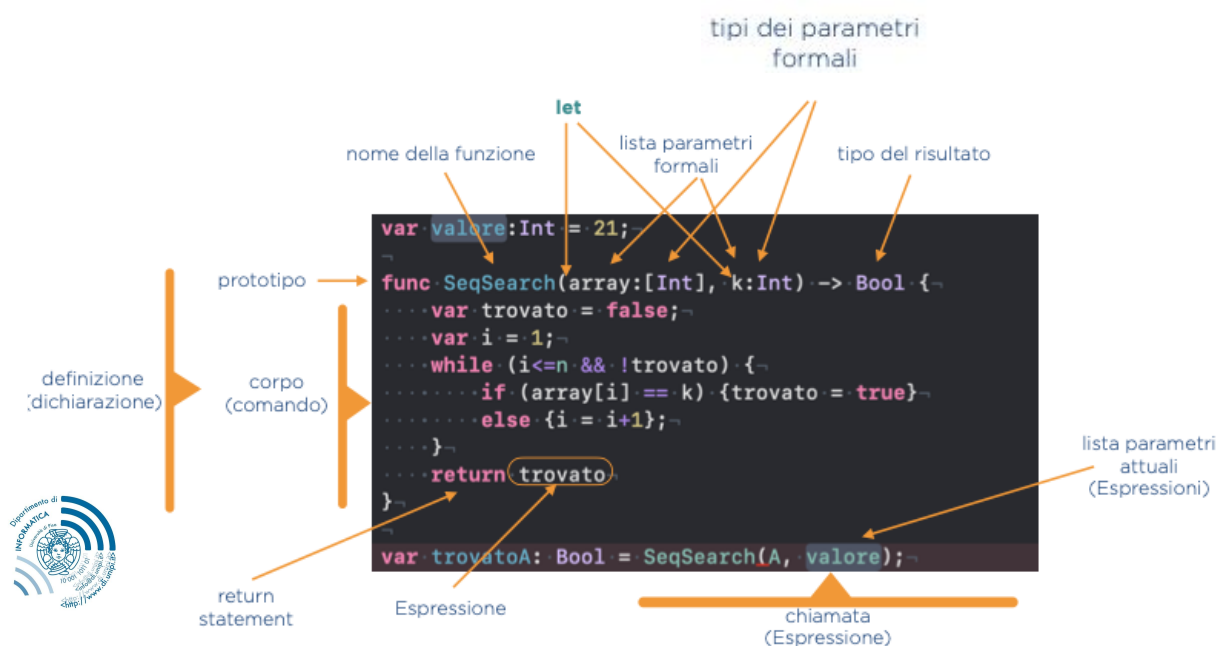 tipi dei parametri
formali
let
nome della funzione
lista parametri
formali
tipo del risultato
var valore:Int = 21;
prototipo
func SeqSearch(array:[Int], k:Int) -> Bool {
var trovato = false;
var i = 1;
while (i<=n && !trovato) {
if (array[i] == k) {trovato = true}
else {i = i+1};
}
return trovato
}
definizione
(dichiarazione)
corpo
(comando)
lista parametri
attuali
(Espressioni)
var trovatoA: Bool = SeqSearch(A, valore);
return
statement
Espressione
chiamata
(Espressione)
Dipartimento di
INFORMATICA